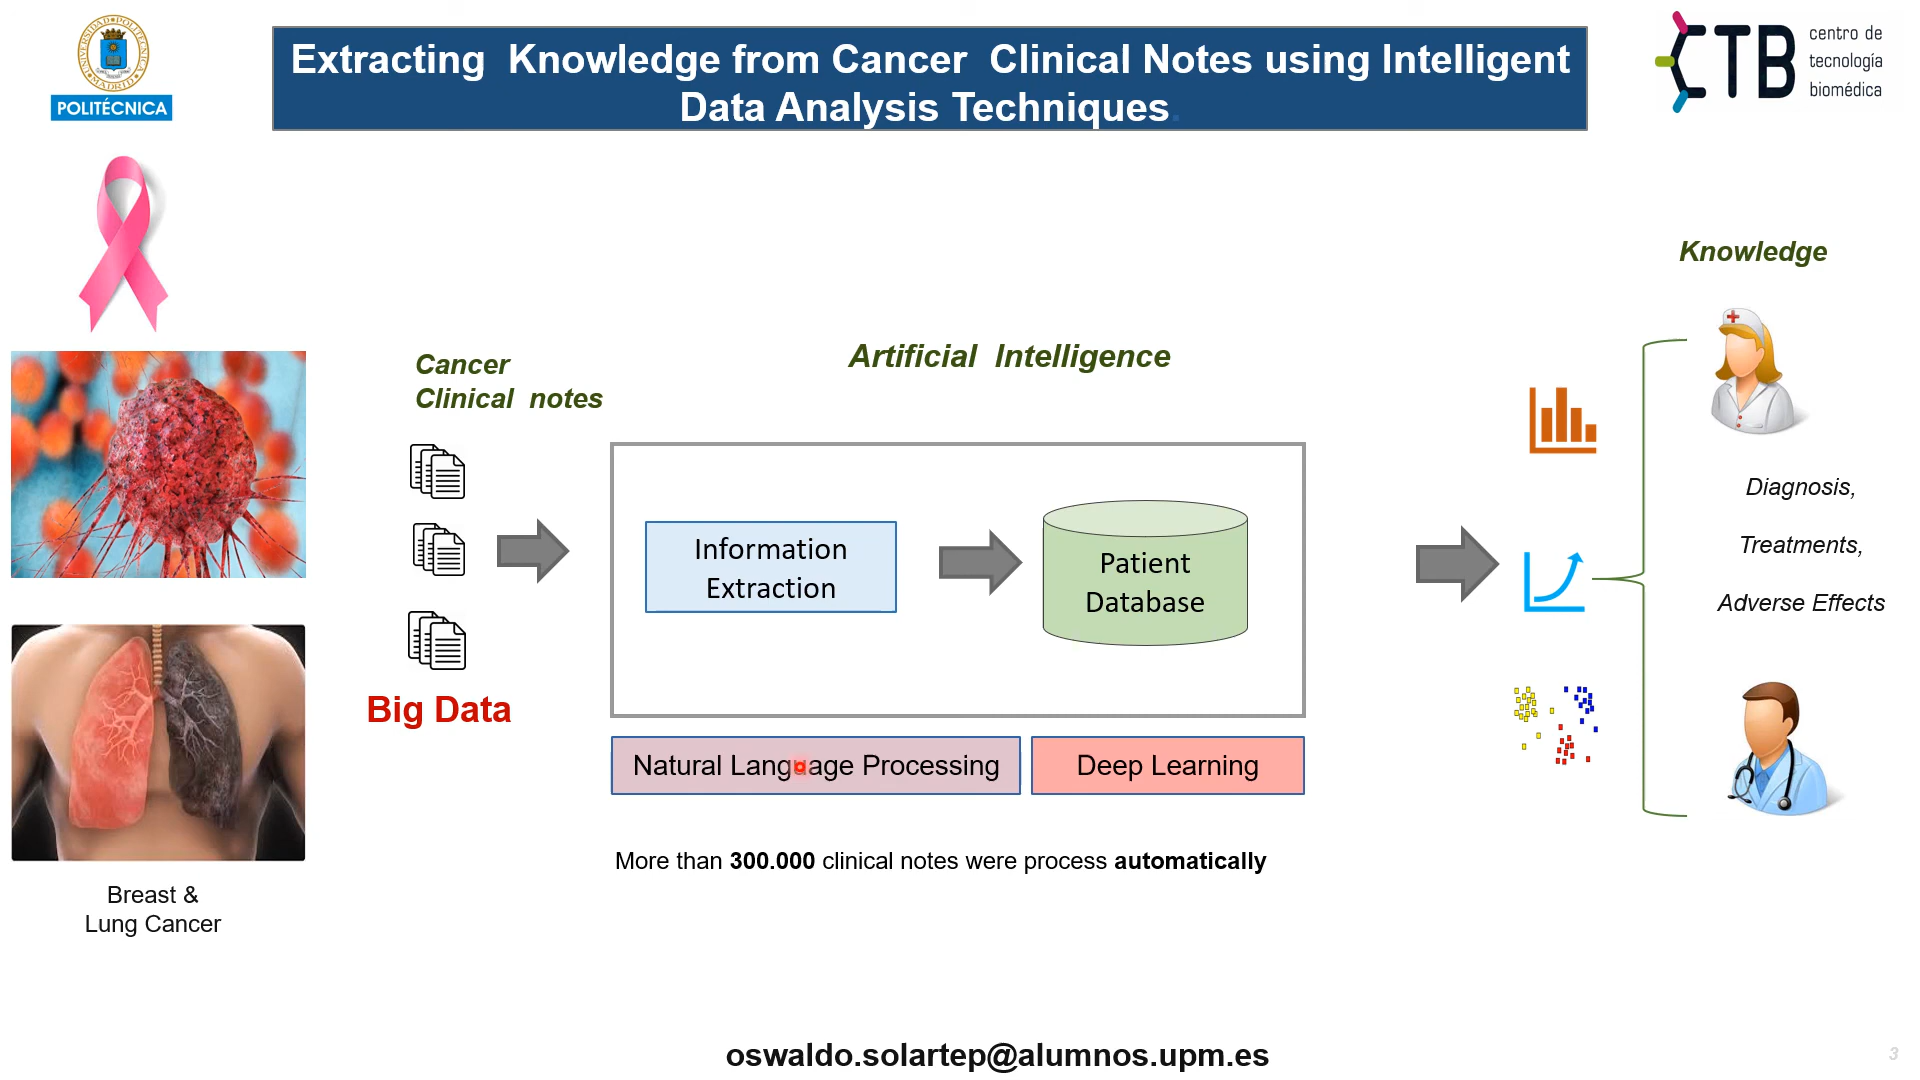 UNIVERSIDAD POLITÉCNICA DE MADRID
POLITÉCNICA
Extracting Knowledge from Cancer Clinical Notes using Intelligent
Data Analysis Techniques.
CTB
centro de
tecnología
biomédica
Knowledge
Cancer
Clinical notes
Artificial Intelligence
Information
Extraction
Patient
Database
Diagnosis,
Treatments,
Adverse Effects
Big Data
Natural Language Processing
Deep Learning
More than 300.000 clinical notes were process automatically
Breast &
Lung Cancer
oswaldo.solartep@alumnos.upm.es
3